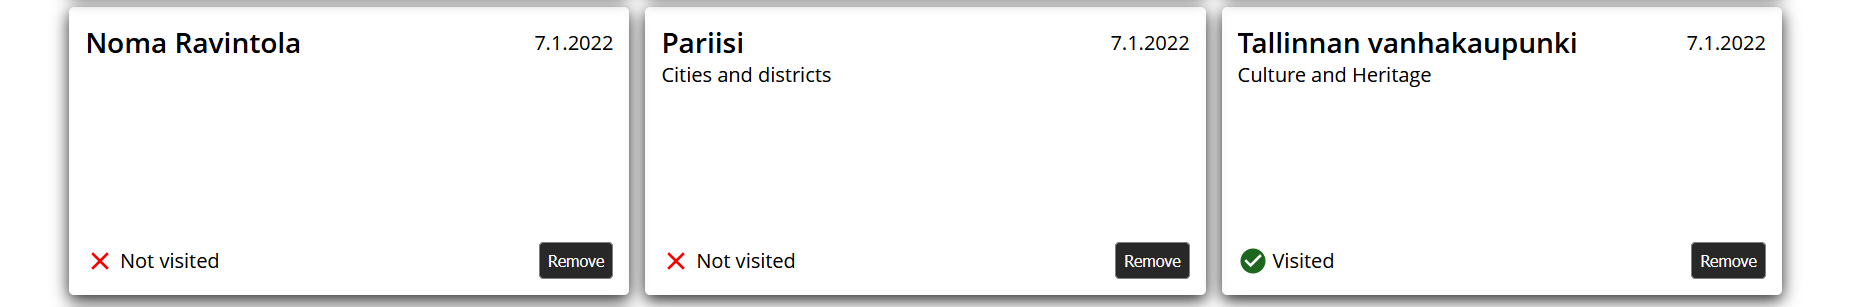 Noma Ravintola
7.1.2022
Not visited
Remove
Pariisi
7.1.2022
Cities and districts
Not visited
Remove
Tallinnan vanhakaupunki
7.1.2022
Culture and Heritage
Visited
Remove